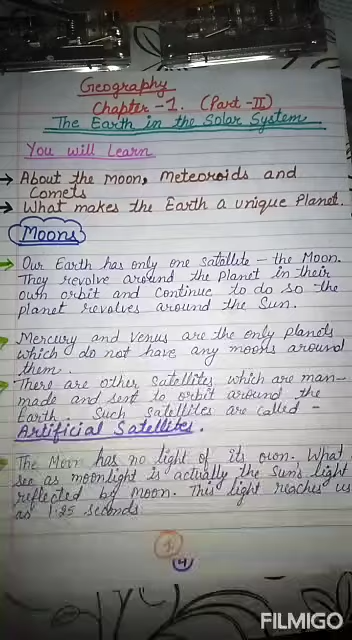 Geography
Chapter-1. (Part-II)
The Earth in the Solar System
You will Learn
→ About the Moon, Meteoroids and
Comets
→ What makes the Earth a unique Planet.
Moons
→ Our Earth has only one satellite - the Moon.
They revolve around the planet in their
own orbit and continue to do so the
planet revolves around the Sun.
Mercury and Venus are the only planets
which do not have any moons around
them.
There are other satellites which are man-
made and sent to orbit around the
Earth. Such satellites are called -
Artificial Satellites.
The Moon has no light of its own. What
see as moonlight is actually the Sun's light
reflected by Moon. This light reaches us
as 1.25 seconds
1
4
FILMIGO